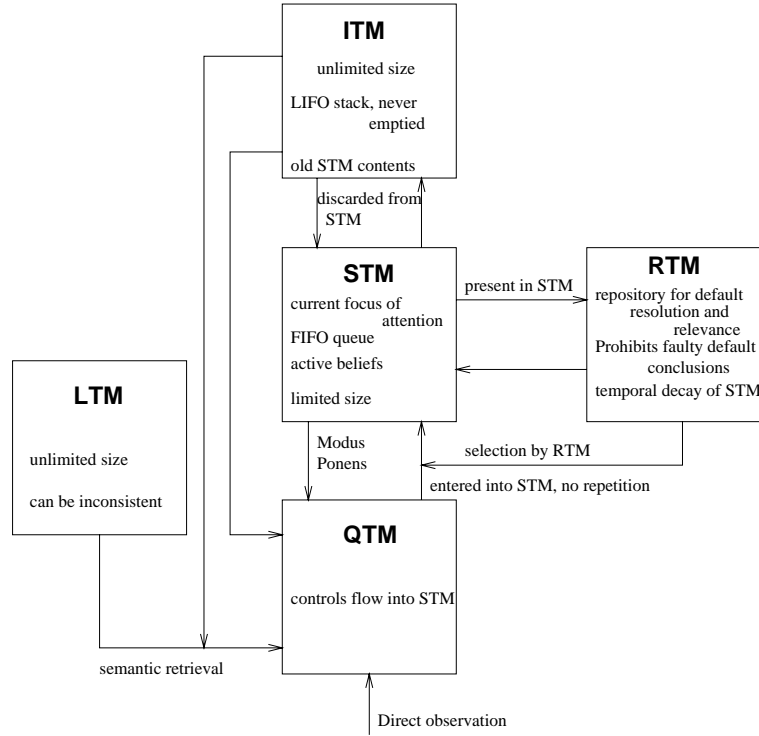 ITM
unlimited size
LIFO stack, never
emptied
old STM contents
discarded from
STM
STM
current focus of
attention
FIFO queue
active beliefs
limited size
present in STM
RTM
repository for default
resolution and
relevance
Prohibits faulty default
conclusions
temporal decay of STM
LTM
unlimited size
can be inconsistent
Modus
Ponens
selection by RTM
entered into STM, no repetition
QTM
controls flow into STM
semantic retrieval
Direct observation